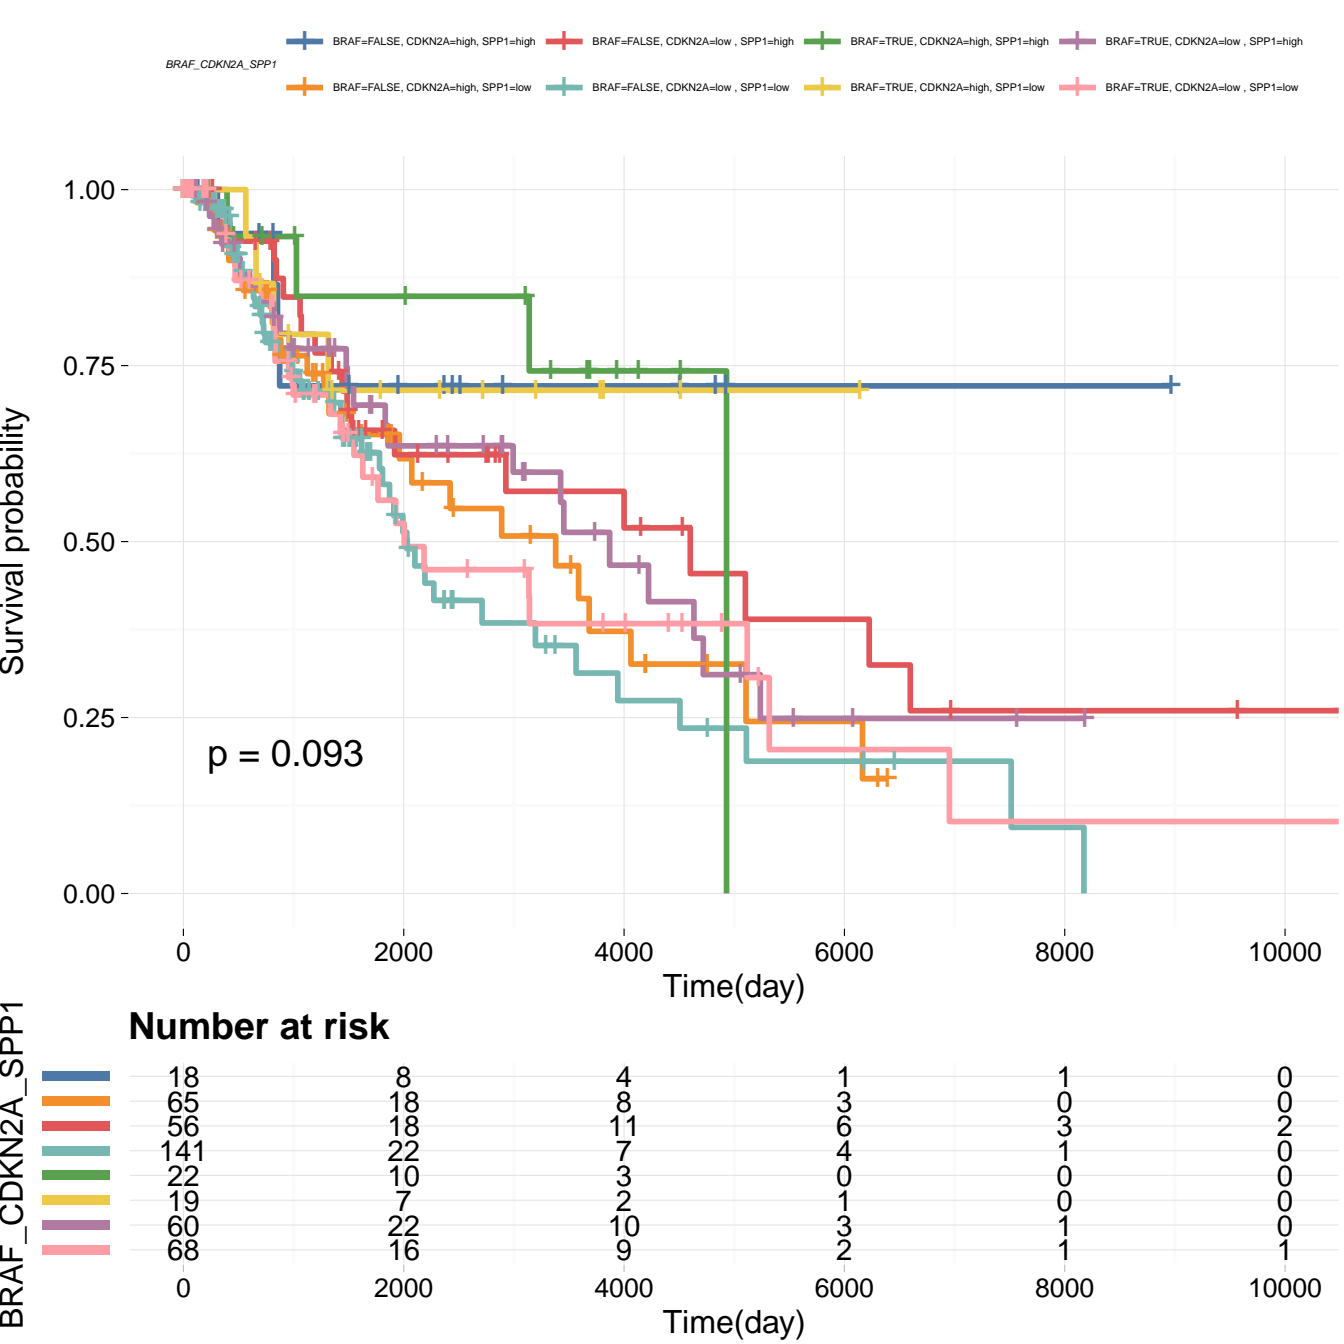 BRAF_CDKN2A_SPP1
BRAF=FALSE, CDKN2A=high, SPP1=high
BRAF=FALSE, CDKN2A=low , SPP1=high
BRAF=TRUE, CDKN2A=high, SPP1=high
BRAF=TRUE, CDKN2A=low , SPP1=high
BRAF=FALSE, CDKN2A=high, SPP1=low
BRAF=FALSE, CDKN2A=low , SPP1=low
BRAF=TRUE, CDKN2A=high, SPP1=low
BRAF=TRUE, CDKN2A=low , SPP1=low
Survival probability
1.00
0.75
0.50
0.25
0.00
p = 0.093
0 2000 4000 6000 8000 10000
Time(day)
Number at risk
BRAF_CDKN2A_SPP1
18 8 4 1 1 0
65 18 8 3 0 0
56 18 11 6 3 2
141 22 7 4 1 0
22 10 3 0 0 0
19 7 2 1 0 0
60 22 10 3 1 0
68 16 9 2 1 1
0 2000 4000 6000 8000 10000
Time(day)